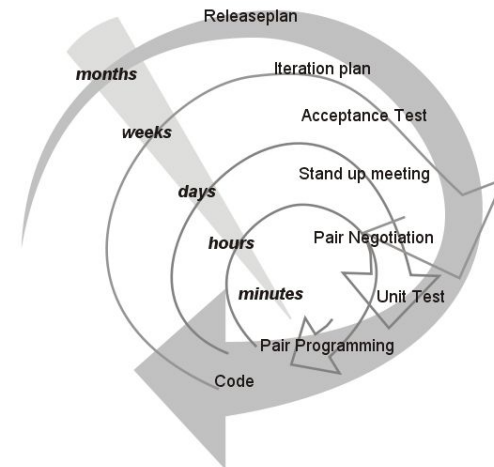 Releaseplan
months
Iteration plan
Acceptance Test
weeks
Stand up meeting
days
Pair Negotiation
hours
minutes
Unit Test
Pair Programming
Code